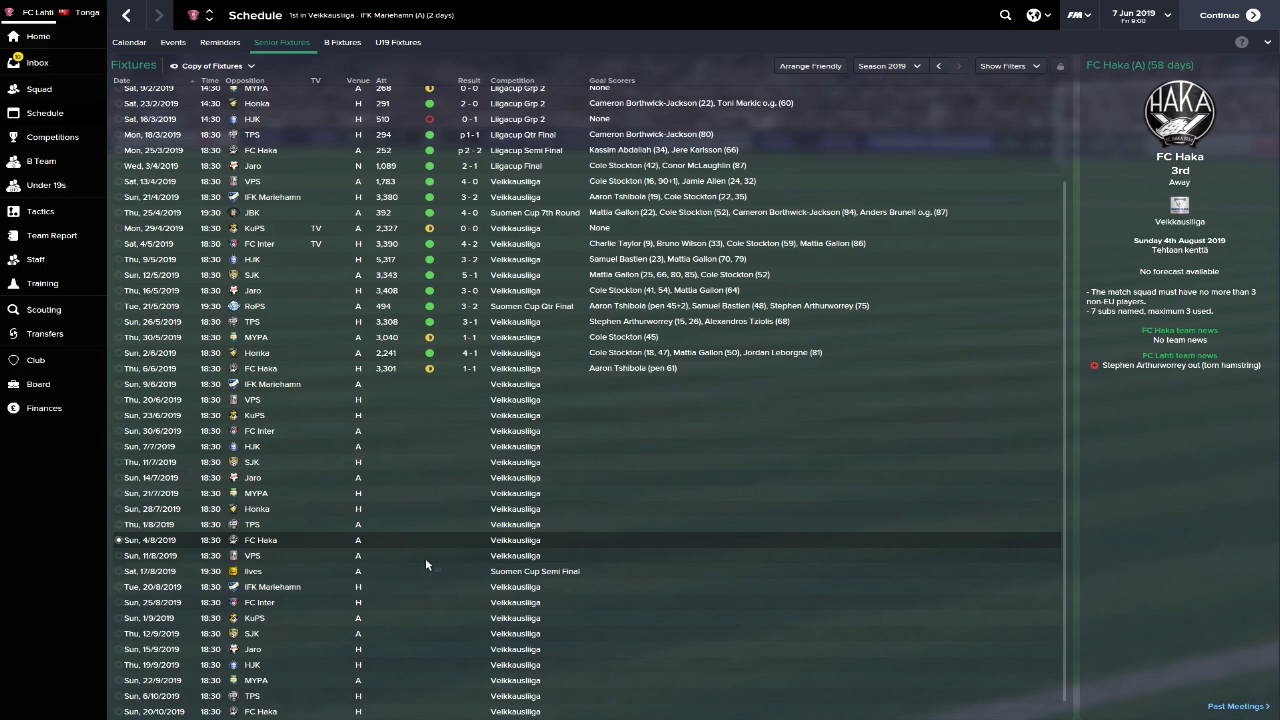 FC Lahti Tonga Schedule 1st in Veikkausliiga - IFK Mariehamn (A) (2 days) FM 7 Jun 2019 Fri 9:00 Continue
Home
Inbox 10
Squad
Schedule
Competitions
B Team
Under 19s
Tactics
Team Report
Staff
Training
Scouting
Transfers
Club
Board
Finances
Calendar Events Reminders Senior Fixtures B Fixtures U19 Fixtures
Fixtures Copy of Fixtures Arrange Friendly Season 2019 Show Filters
Date Time Opposition TV Venue Att Result Competition Goal Scorers
Sat, 9/2/2019 14:30 MYPA A 268 0 - 0 Liigacup Grp 2 None
Sat, 23/2/2019 14:30 Honka H 291 2 - 0 Liigacup Grp 2 Cameron Borthwick-Jackson (22), Toni Markic o.g. (60)
Sat, 16/3/2019 14:30 HJK H 510 0 - 1 Liigacup Grp 2 None
Mon, 18/3/2019 18:30 TPS H 294 p 1 - 1 Liigacup Qtr Final Cameron Borthwick-Jackson (80)
Mon, 25/3/2019 18:30 FC Haka A 252 p 2... Liigacup Semi Final Kassim Abdallah (34), Jere Karlsson (66)
Wed, 3/4/2019 18:30 Jaro N 1,089 2 - 1 Liigacup Final Cole Stockton (42), Conor McLaughlin (87)
Sat, 13/4/2019 18:30 VPS A 1,783 4 - 0 Veikkausliiga Cole Stockton (16, 90+1), Jamie Allen (24, 32)
Sun, 21/4/2019 18:30 IFK Mariehamn H 3,380 3 - 2 Veikkausliiga Aaron Tshibola (19), Cole Stockton (22, 35)
Thu, 25/4/2019 19:30 JBK A 392 4 - 0 Suomen Cup 7th Round Mattia Gallon (22), Cole Stockton (52), Cameron Borthwick-Jackson (84), Anders Brunell o.g. (87)
Mon, 29/4/2019 18:30 KuPS TV A 2,327 0 - 0 Veikkausliiga None
Sat, 4/5/2019 18:30 FC Inter TV H 3,390 4 - 2 Veikkausliiga Charlie Taylor (9), Bruno Wilson (33), Cole Stockton (59), Mattia Gallon (86)
Thu, 9/5/2019 18:30 HJK H 5,317 3 - 2 Veikkausliiga Samuel Bastien (23), Mattia Gallon (70, 79)
Sun, 12/5/2019 18:30 SJK A 3,343 5 - 1 Veikkausliiga Mattia Gallon (25, 66, 80, 85), Cole Stockton (52)
Thu, 16/5/2019 18:30 Jaro H 3,408 3 - 0 Veikkausliiga Cole Stockton (41, 54), Mattia Gallon (64)
Tue, 21/5/2019 19:30 RoPS A 494 3 - 2 Suomen Cup Qtr Final Aaron Tshibola (pen 45+2), Samuel Bastien (48), Stephen Arthurworrey (75)
Sun, 26/5/2019 18:30 TPS H 3,308 3 - 1 Veikkausliiga Stephen Arthurworrey (15, 26), Alexandros Tziolis (68)
Thu, 30/5/2019 18:30 MYPA A 3,040 1 - 1 Veikkausliiga Cole Stockton (45)
Sun, 2/6/2019 18:30 Honka A 2,241 4 - 1 Veikkausliiga Cole Stockton (18, 47), Mattia Gallon (50), Jordan Leborgne (81)
Thu, 6/6/2019 18:30 FC Haka H 3,301 1 - 1 Veikkausliiga Aaron Tshibola (pen 61)
Sun, 9/6/2019 18:30 IFK Mariehamn A Veikkausliiga
Thu, 20/6/2019 18:30 VPS H Veikkausliiga
Sun, 23/6/2019 18:30 KuPS H Veikkausliiga
Sun, 30/6/2019 18:30 FC Inter A Veikkausliiga
Sun, 7/7/2019 18:30 HJK A Veikkausliiga
Thu, 11/7/2019 18:30 SJK H Veikkausliiga
Sun, 14/7/2019 18:30 Jaro A Veikkausliiga
Sun, 21/7/2019 18:30 MYPA H Veikkausliiga
Sun, 28/7/2019 18:30 Honka H Veikkausliiga
Thu, 1/8/2019 18:30 TPS A Veikkausliiga
Sun, 4/8/2019 18:30 FC Haka A Veikkausliiga
Sun, 11/8/2019 18:30 VPS A Veikkausliiga
Sat, 17/8/2019 19:30 Ilves A Suomen Cup Semi Final
Tue, 20/8/2019 18:30 IFK Mariehamn H Veikkausliiga
Sun, 25/8/2019 18:30 FC Inter H Veikkausliiga
Sun, 1/9/2019 18:30 KuPS A Veikkausliiga
Thu, 12/9/2019 18:30 SJK A Veikkausliiga
Sun, 15/9/2019 18:30 Jaro H Veikkausliiga
Thu, 19/9/2019 18:30 HJK H Veikkausliiga
Sun, 22/9/2019 18:30 MYPA A Veikkausliiga
Sun, 6/10/2019 18:30 TPS H Veikkausliiga
Sun, 20/10/2019 18:30 FC Haka H Veikkausliiga
FC Haka (A) (58 days)
HAKA
FC Haka
3rd
Away
Veikkausliiga
Sunday 4th August 2019
Tehtaan kenttä
No forecast available
- The match squad must have no more than 3
non-EU players.
- 7 subs named, maximum 3 used.
FC Haka team news
No team news
FC Lahti team news
Stephen Arthurworrey out (torn hamstring)
Past Meetings >